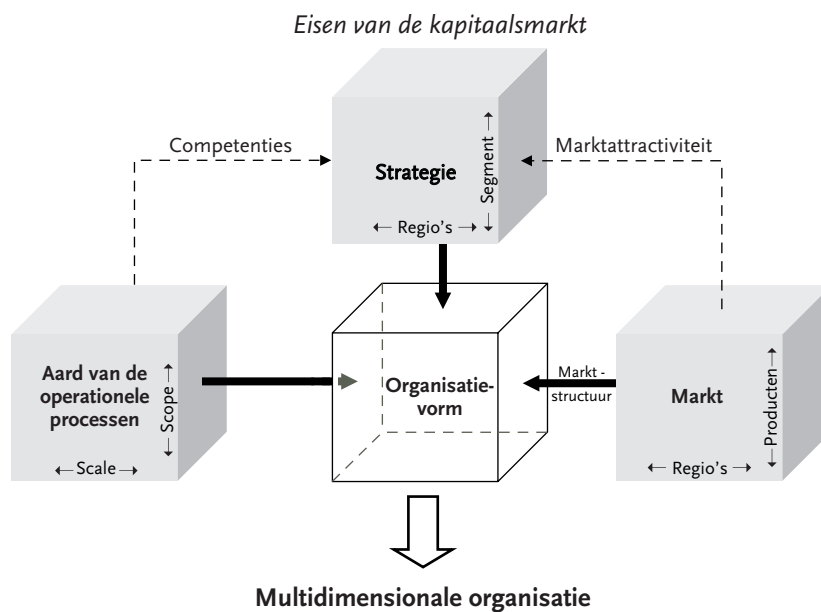 Eisen van de kapitaalsmarkt
Competenties
Marktattractiviteit
Strategie
Segment
Regio's
Aard van de
operationele
processen
Scope
Scale
Organisatie-
vorm
Markt -
structuur
Markt
Producten
Regio's
Multidimensionale organisatie